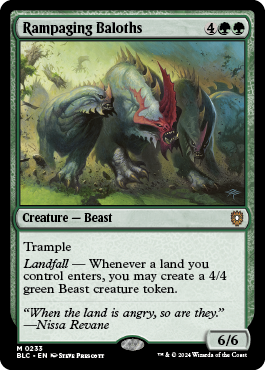 Rampaging Baloths 4
Creature — Beast
Trample
Landfall — Whenever a land you
control enters, you may create a 4/4
green Beast creature token.
“When the land is angry, so are they.”
—Nissa Revane
6/6
M 0233
BLC • EN Steve Prescott
™ & © 2024 Wizards of the Coast